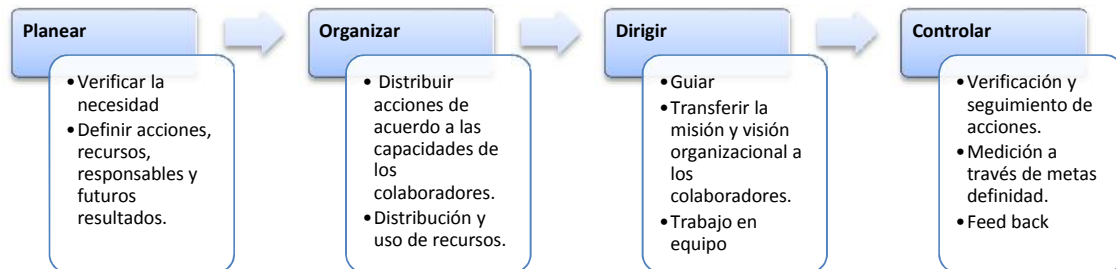 Planear
•Verificar la
necesidad
•Definir acciones,
recursos,
responsables y
futuros
resultados.
Organizar
• Distribuir
acciones de
acuerdo a las
capacidades de
los
colaboradores.
•Distribución y
uso de recursos.
Dirigir
•Guiar
•Transferir la
misión y visión
organizacional a
los
colaboradores.
•Trabajo en
equipo
Controlar
•Verificación y
seguimiento de
acciones.
•Medición a
través de metas
definidad.
•Feed back